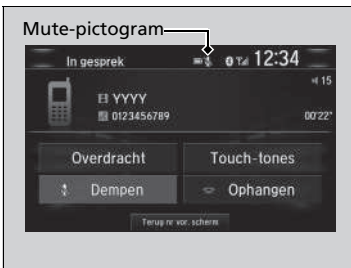 Mute-pictogram
In gesprek 12:34
15
YYYY
0123456789 00'22"
Overdracht Touch-tones
Dempen Ophangen
Terug nr vor. scherm